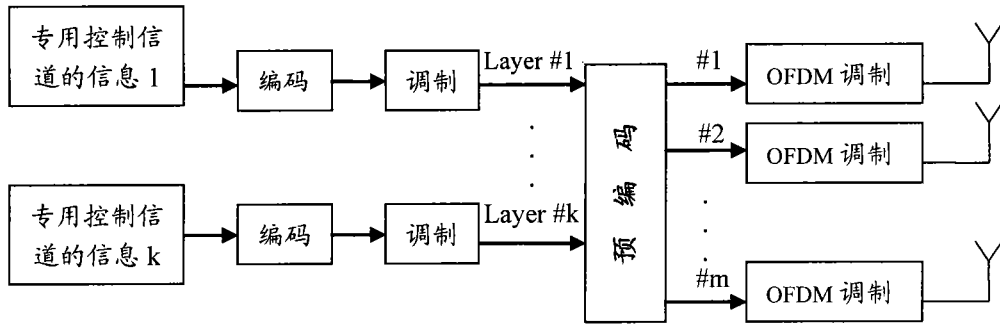 专用控制信
道的信息 1
编码
调制
Layer #1
预编码
#1
OFDM 调制
#2
OFDM 调制
专用控制信
道的信息 k
编码
调制
Layer #k
#m
OFDM 调制